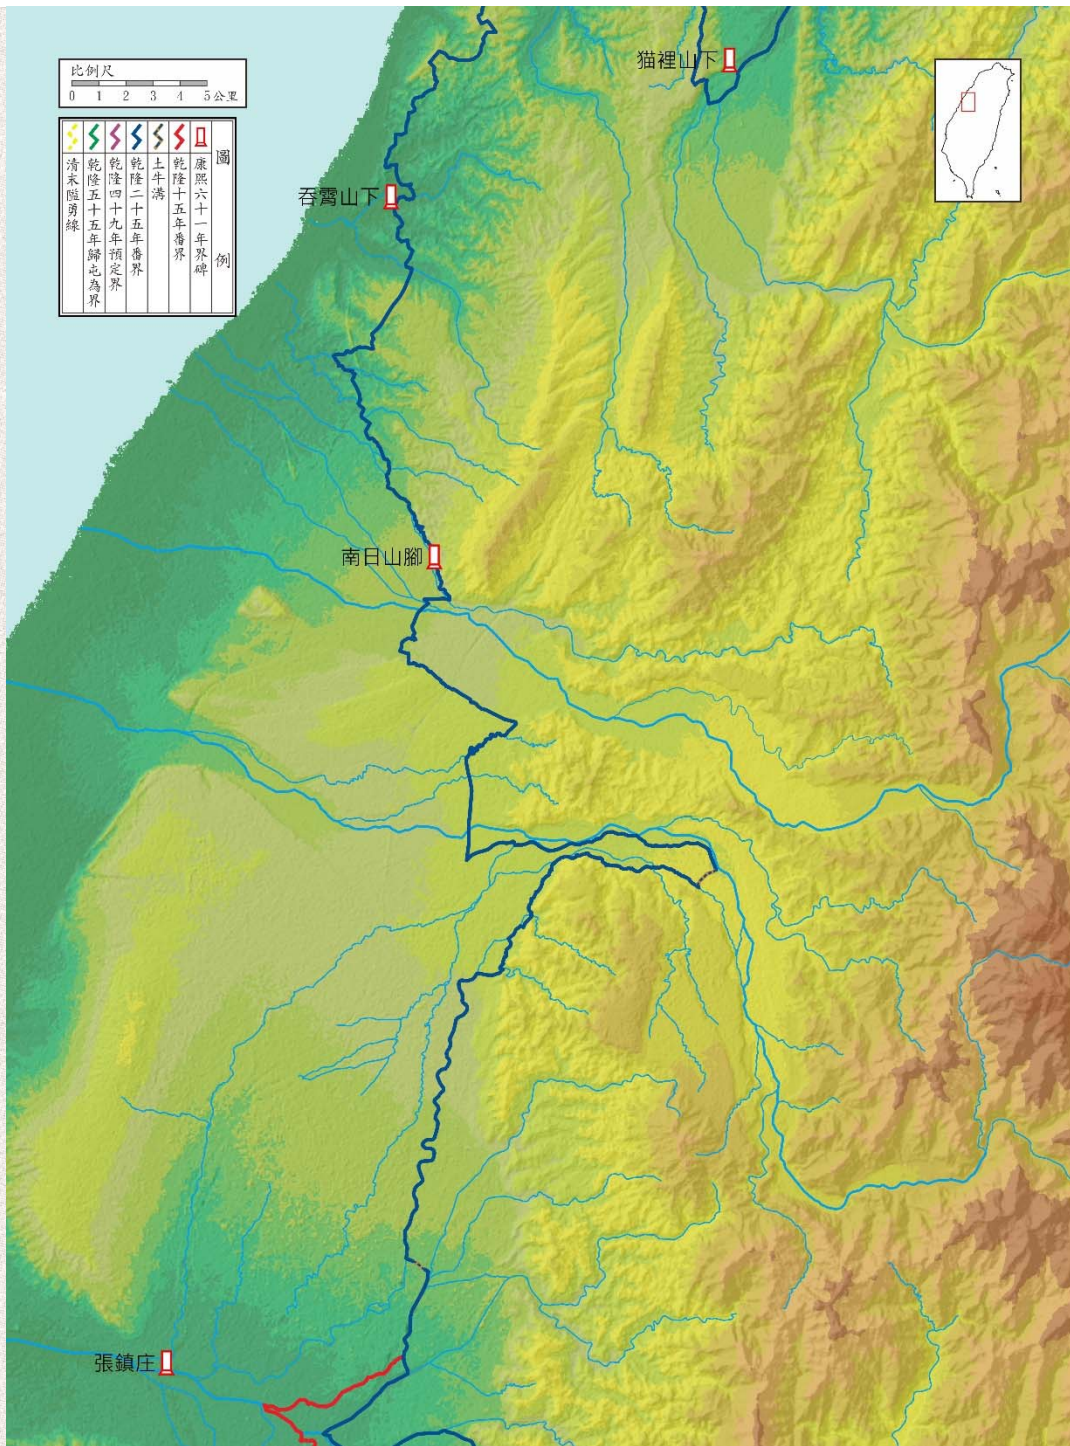 比例尺
0 1 2 3 4 5公里
圖例
康熙六十一年界碑
乾隆十五年番界
土牛溝
乾隆二十五年番界
乾隆四十九年預定界
乾隆五十五年歸屯為界
清末隘勇線
猫裡山下
吞霄山下
南日山腳
張鎮庄